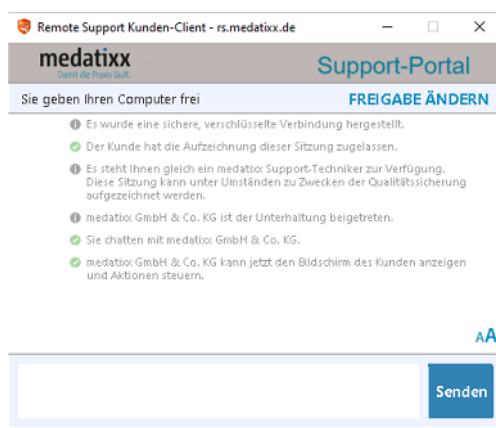 Remote Support Kunden-Client - rs.medatixx.de
medatixx
Damit die Praxis läuft.
Support-Portal
Sie geben Ihren Computer frei
FREIGABE ÄNDERN
Es wurde eine sichere, verschlüsselte Verbindung hergestellt.
Der Kunde hat die Aufzeichnung dieser Sitzung zugelassen.
Es steht Ihnen gleich ein medatixx Support-Techniker zur Verfügung.
Diese Sitzung kann unter Umständen zu Zwecken der Qualitätssicherung
aufgezeichnet werden.
medatixx GmbH & Co. KG ist der Unterhaltung beigetreten.
Sie chatten mit medatixx GmbH & Co. KG.
medatixx GmbH & Co. KG kann jetzt den Bildschirm des Kunden anzeigen
und Aktionen steuern.
AA
Senden